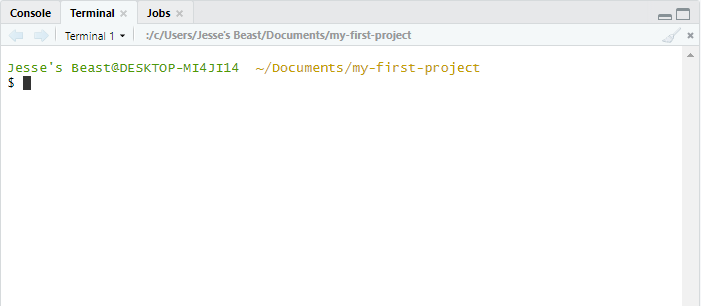 Console Terminal Jobs
Terminal 1 :/c/Users/Jesse's Beast/Documents/my-first-project
Jesse's Beast@DESKTOP-MI4JI14 ~/Documents/my-first-project
$